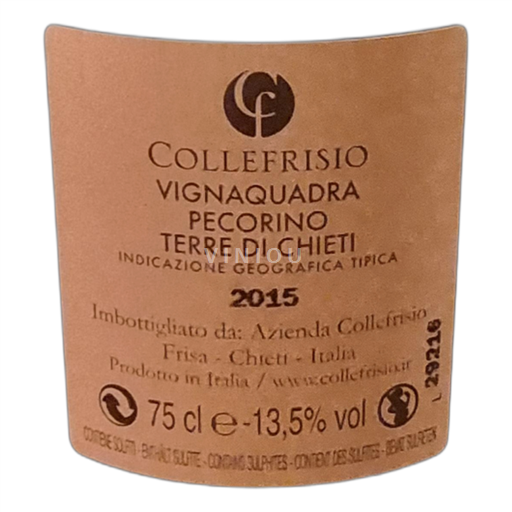 Cf
COLLEFRISIO
VIGNAQUADRA
PECORINO
TERRE DI CHIETI
VINIOU
INDICAZIONE GEOGRAFICA TIPICA
2015
Imbottigliato da: Azienda Collefrisio
Frisa - Chieti - Italia
Prodotto in Italia / www.collefrisio.it
75 cl e -13,5% vol
L 29216
CONTIENE SOLFITI - ENTHÄLT SULFITE - CONTAINS SULPHITES - CONTIENT DES SULFITES - BEVAT SULFIETEN